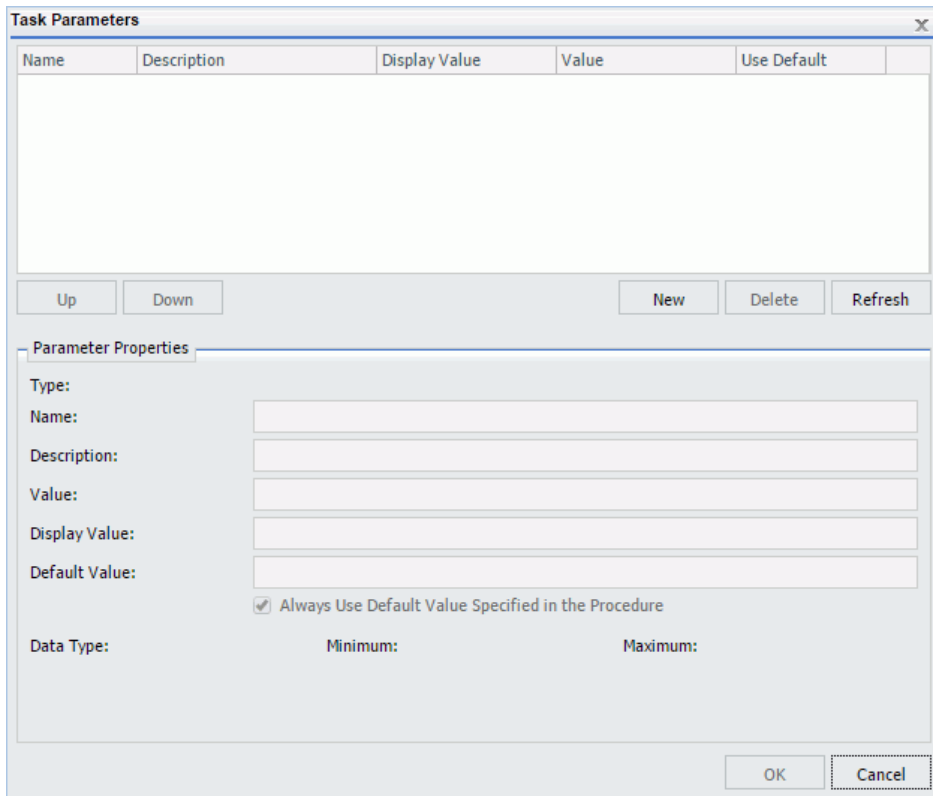 Task Parameters
Name Description Display Value Value Use Default
Up Down New Delete Refresh
Parameter Properties
Type:
Name:
Description:
Value:
Display Value:
Default Value:
Always Use Default Value Specified in the Procedure
Data Type: Minimum: Maximum:
OK Cancel